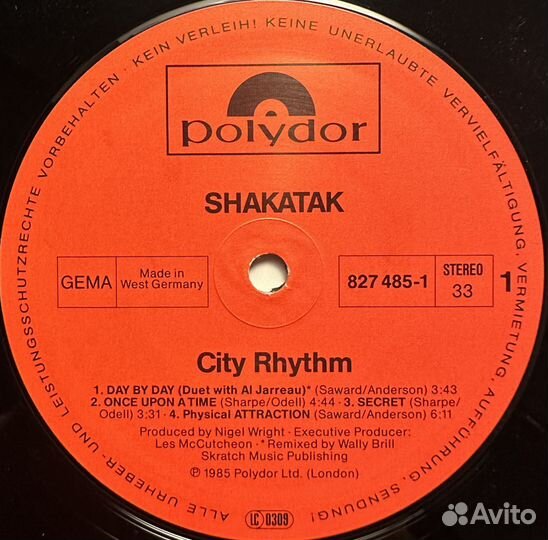 ALLE URHEBER- UND LEISTUNGSSCHUTZRECHTE VORBEHALTEN · KEIN VERLEIH! KEINE UNERLAUBTE VERVIELFÄLTIGUNG, VERMIETUNG, AUFFÜHRUNG, SENDUNG!
polydor
SHAKATAK
GEMA
Made in
West Germany
827 485-1
STEREO
33
1
City Rhythm
1. DAY BY DAY (Duet with Al Jarreau)* (Saward/Anderson) 3:43
2. ONCE UPON A TIME (Sharpe/Odell) 4:44 · 3. SECRET (Sharpe/
Odell) 3:31 · 4. Physical ATTRACTION (Saward/Anderson) 6:11
Produced by Nigel Wright · Executive Producer:
Les McCutcheon · * Remixed by Wally Brill
Skratch Music Publishing
℗ 1985 Polydor Ltd. (London)
LC 0309
Avito